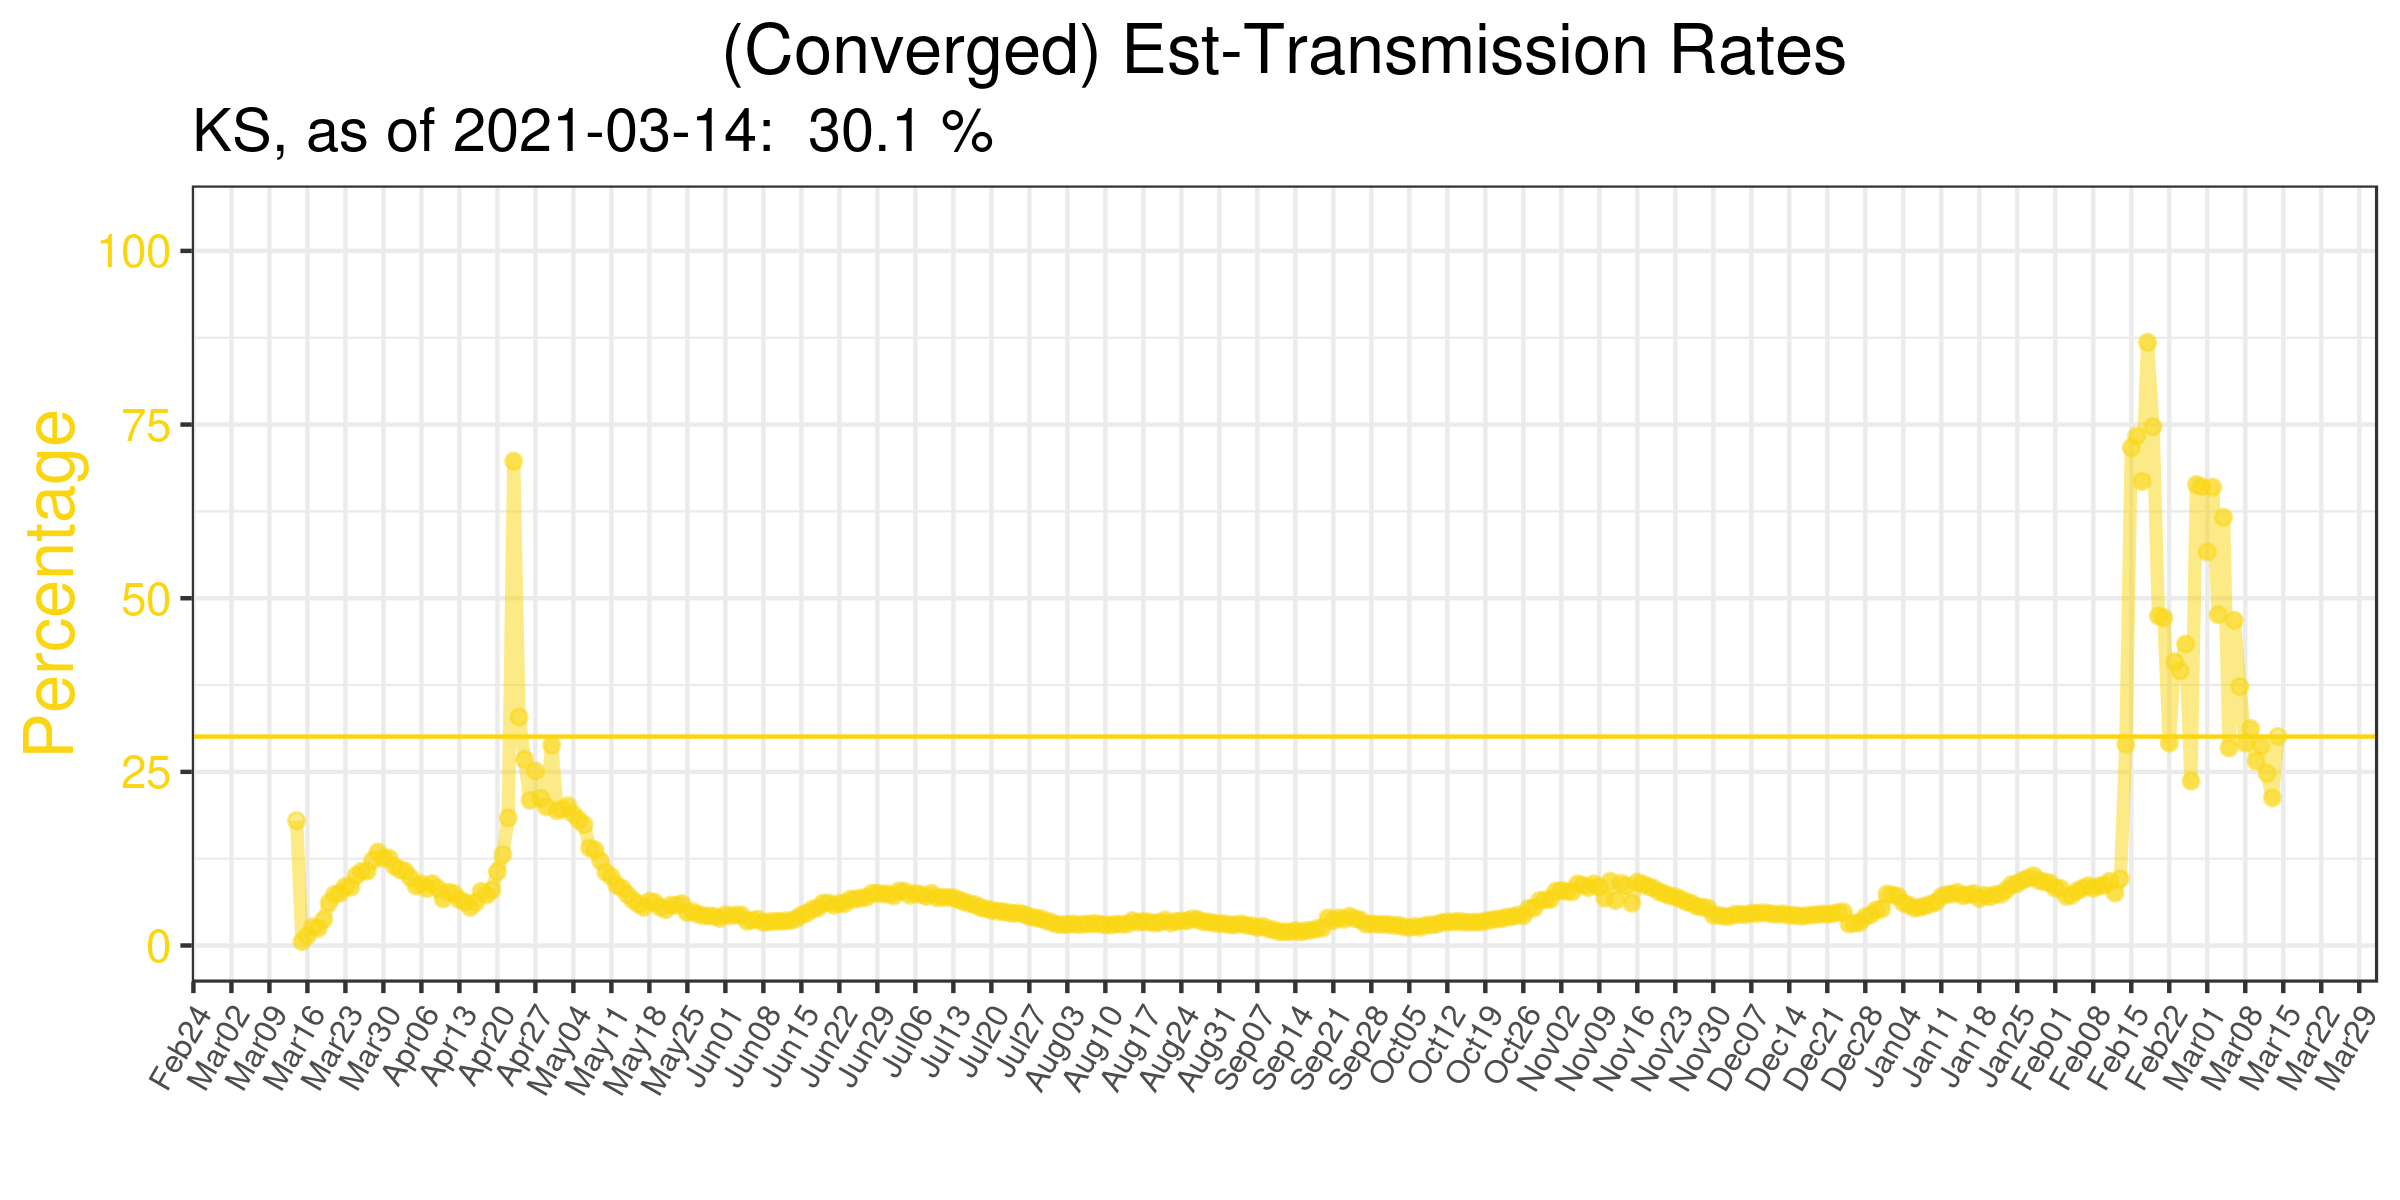 (Converged) Est-Transmission Rates
KS, as of 2021-03-14:  30.1 %
Percentage
100
75
50
25
0
Feb24
Mar02
Mar09
Mar16
Mar23
Mar30
Apr06
Apr13
Apr20
Apr27
May04
May11
May18
May25
Jun01
Jun08
Jun15
Jun22
Jun29
Jul06
Jul13
Jul20
Jul27
Aug03
Aug10
Aug17
Aug24
Aug31
Sep07
Sep14
Sep21
Sep28
Oct05
Oct12
Oct19
Oct26
Nov02
Nov09
Nov16
Nov23
Nov30
Dec07
Dec14
Dec21
Dec28
Jan04
Jan11
Jan18
Jan25
Feb01
Feb08
Feb15
Feb22
Mar01
Mar08
Mar15
Mar22
Mar29